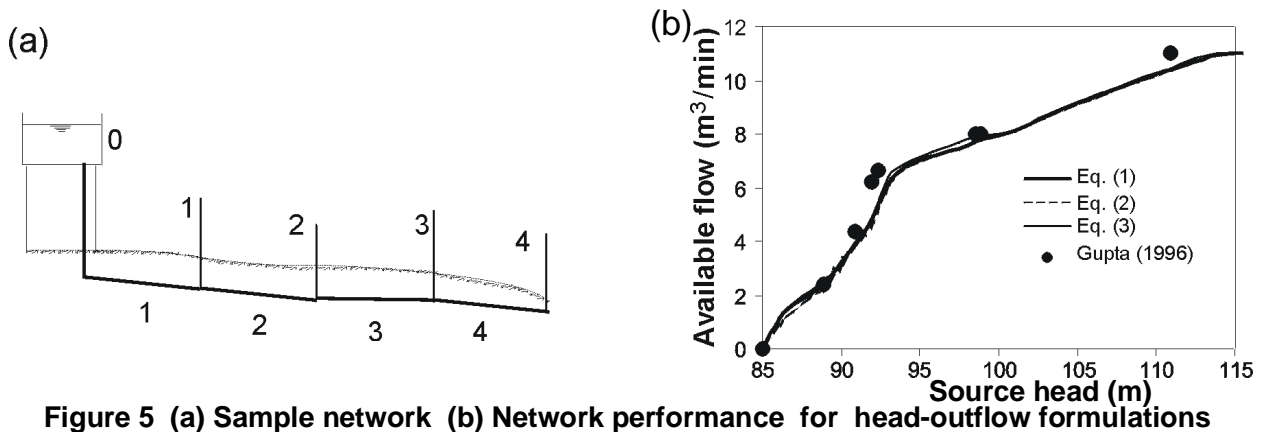 (a)
0
1
2
3
4
1
2
3
4
(b)
Available flow (m³/min)
12
10
8
6
4
2
0
Eq. (1)
Eq. (2)
Eq. (3)
Gupta (1996)
85
90
95
100
105
110
115
Source head (m)
Figure 5 (a) Sample network (b) Network performance for head-outflow formulations